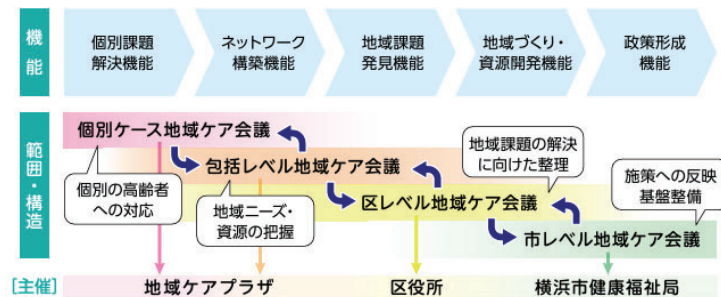 機能
個別課題
解決機能
ネットワーク
構築機能
地域課題
発見機能
地域づくり・
資源開発機能
政策形成
機能
範囲・構造
個別ケース地域ケア会議
個別の高齢者
への対応
包括レベル地域ケア会議
地域ニーズ・
資源の把握
地域課題の解決
に向けた整理
区レベル地域ケア会議
施策への反映
基盤整備
市レベル地域ケア会議
[主催]
地域ケアプラザ
区役所
横浜市健康福祉局